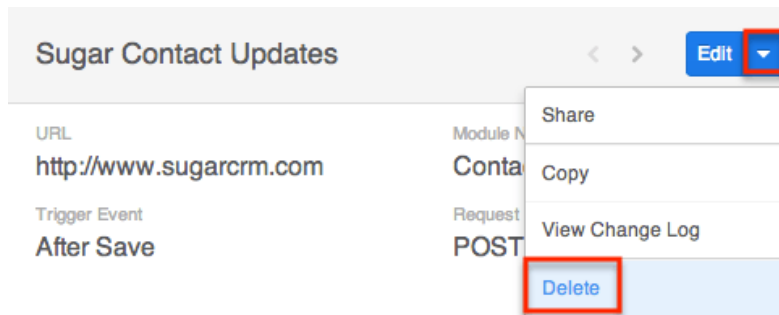 Sugar Contact Updates
Edit
Share
Copy
View Change Log
Delete
URL
http://www.sugarcrm.com
Module N
Conta
Trigger Event
After Save
Request
POST